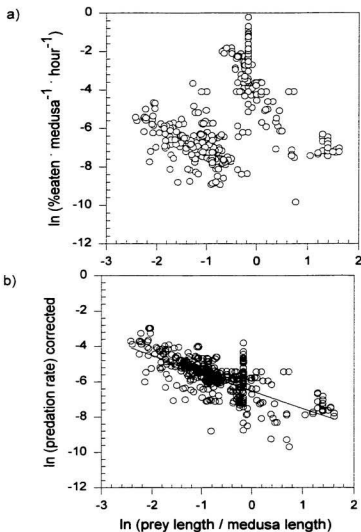 a)
ln (%eaten · medusa⁻¹ · hour⁻¹)
0
-2
-4
-6
-8
-10
-12
-3 -2 -1 0 1 2
b)
ln (predation rate) corrected
0
-2
-4
-6
-8
-10
-12
-3 -2 -1 0 1 2
ln (prey length / medusa length)